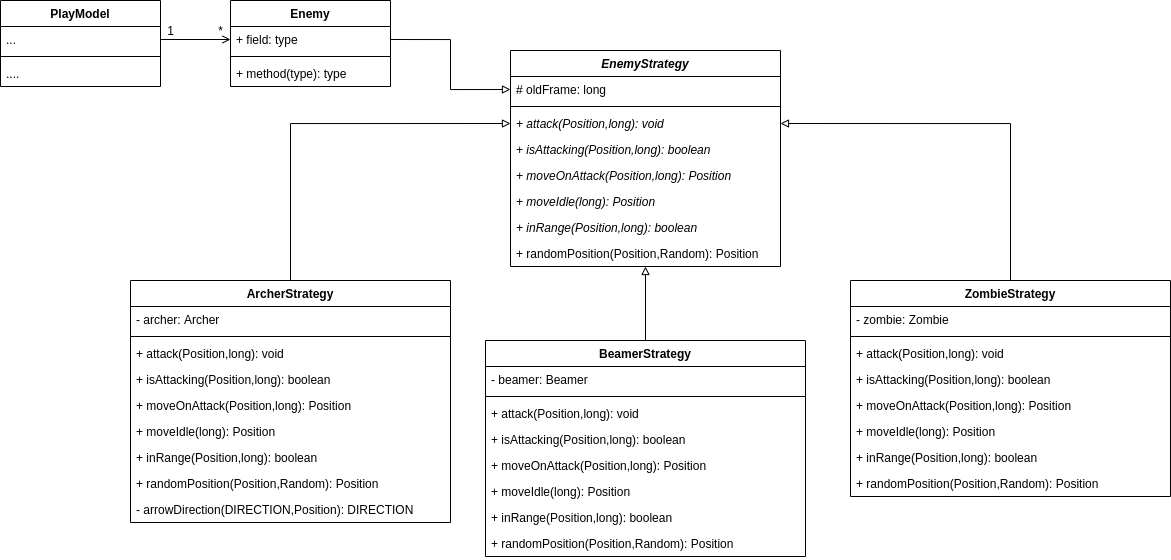 PlayModel
...
....
1
*
Enemy
+ field: type
+ method(type): type
EnemyStrategy
# oldFrame: long
+ attack(Position,long): void
+ isAttacking(Position,long): boolean
+ moveOnAttack(Position,long): Position
+ moveIdle(long): Position
+ inRange(Position,long): boolean
+ randomPosition(Position,Random): Position
ArcherStrategy
- archer: Archer
+ attack(Position,long): void
+ isAttacking(Position,long): boolean
+ moveOnAttack(Position,long): Position
+ moveIdle(long): Position
+ inRange(Position,long): boolean
+ randomPosition(Position,Random): Position
- arrowDirection(DIRECTION,Position): DIRECTION
BeamerStrategy
- beamer: Beamer
+ attack(Position,long): void
+ isAttacking(Position,long): boolean
+ moveOnAttack(Position,long): Position
+ moveIdle(long): Position
+ inRange(Position,long): boolean
+ randomPosition(Position,Random): Position
ZombieStrategy
- zombie: Zombie
+ attack(Position,long): void
+ isAttacking(Position,long): boolean
+ moveOnAttack(Position,long): Position
+ moveIdle(long): Position
+ inRange(Position,long): boolean
+ randomPosition(Position,Random): Position